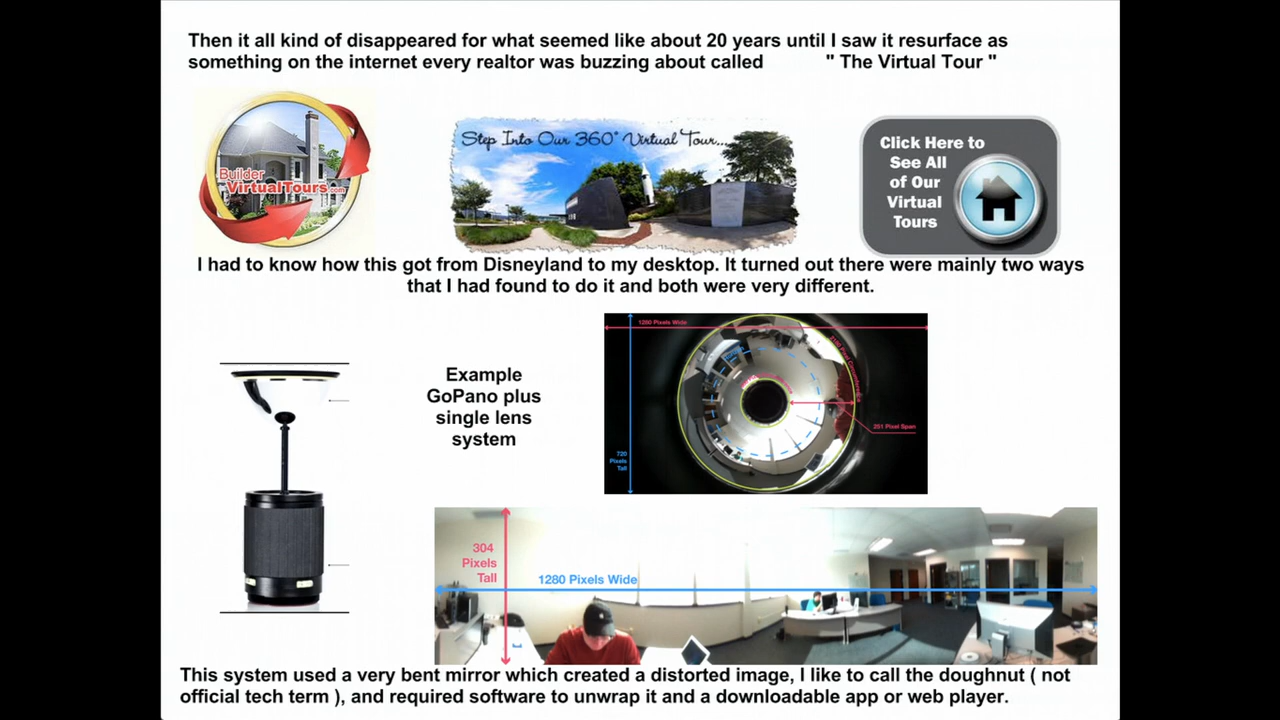 Then it all kind of disappeared for what seemed like about 20 years until I saw it resurface as
something on the internet every realtor was buzzing about called " The Virtual Tour "
Builder
VirtualTours.com
Step Into Our 360° Virtual Tour...
Click Here to
See All
of Our
Virtual
Tours
I had to know how this got from Disneyland to my desktop. It turned out there were mainly two ways
that I had found to do it and both were very different.
Example
GoPano plus
single lens
system
1280 Pixels Wide
251 Pixel Span
720
Pixels
Tall
304
Pixels
Tall
1280 Pixels Wide
This system used a very bent mirror which created a distorted image, I like to call the doughnut ( not
official tech term ), and required software to unwrap it and a downloadable app or web player.